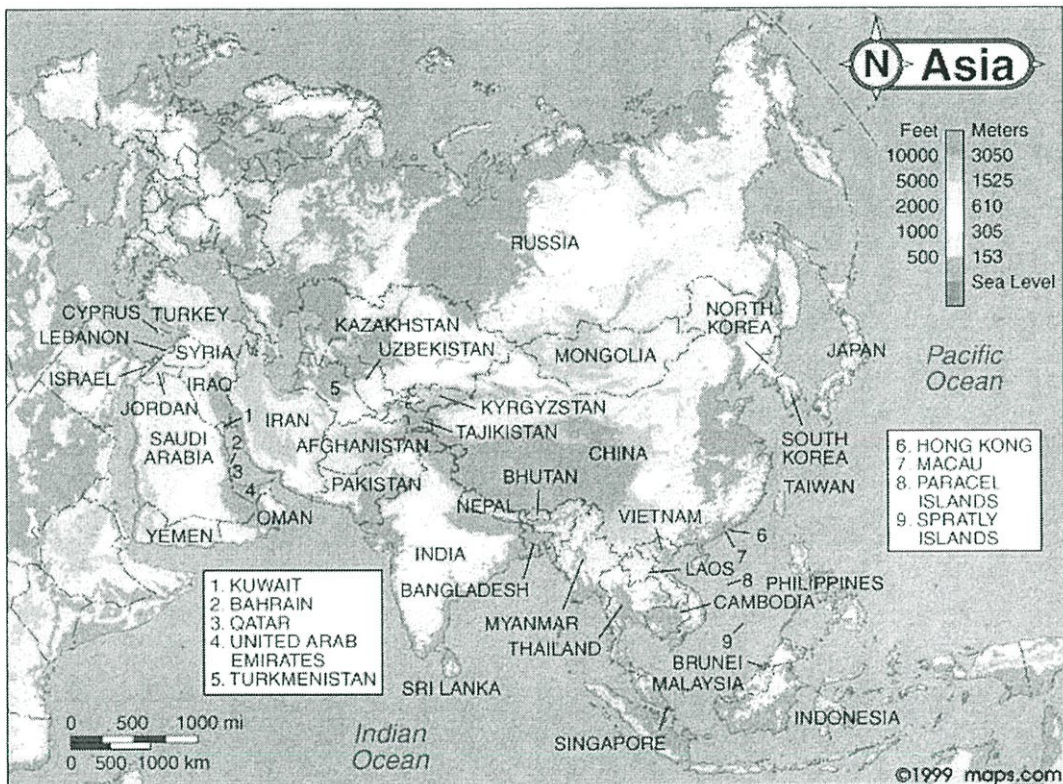 N Asia
Feet Meters
10000 3050
5000 1525
2000 610
1000 305
500 153
Sea Level
RUSSIA
CYPRUS TURKEY
LEBANON
SYRIA
ISRAEL
IRAQ
JORDAN
SAUDI
ARABIA
1
2
3
4
IRAN
5
KAZAKHSTAN
UZBEKISTAN
KYRGYZSTAN
TAJIKISTAN
AFGHANISTAN
PAKISTAN
MONGOLIA
NORTH
KOREA
JAPAN
Pacific
Ocean
SOUTH
KOREA
CHINA
TAIWAN
BHUTAN
NEPAL
VIETNAM
YEMEN
OMAN
INDIA
BANGLADESH
LAOS
6
7
8
PHILIPPINES
CAMBODIA
MYANMAR
THAILAND
9
BRUNEI
MALAYSIA
SRI LANKA
INDONESIA
SINGAPORE
6. HONG KONG
7. MACAU
8. PARACEL
ISLANDS
9. SPRATLY
ISLANDS
1. KUWAIT
2. BAHRAIN
3. QATAR
4. UNITED ARAB
EMIRATES
5. TURKMENISTAN
0 500 1000 mi
0 500 1000 km
Indian
Ocean
©1999 maps.com